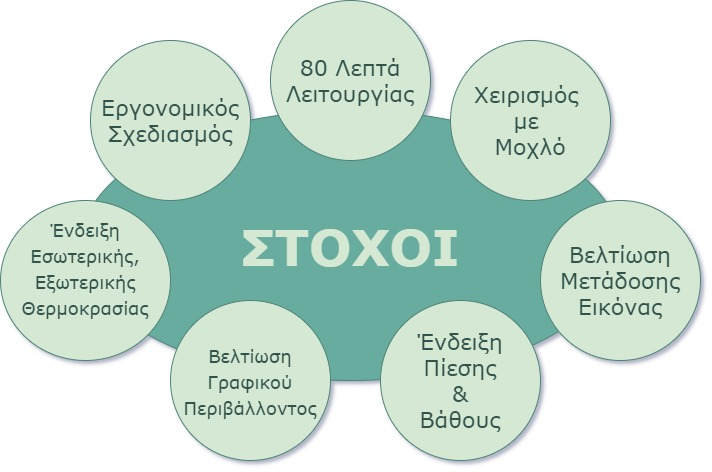 80 Λεπτά
Λειτουργίας
Εργονομικός
Σχεδιασμός
Χειρισμός
με
Μοχλό
ΣΤΟΧΟΙ
Ένδειξη
Εσωτερικής,
Εξωτερικής
Θερμοκρασίας
Βελτίωση
Μετάδοσης
Εικόνας
Βελτίωση
Γραφικού
Περιβάλλοντος
Ένδειξη
Πίεσης
&
Βάθους